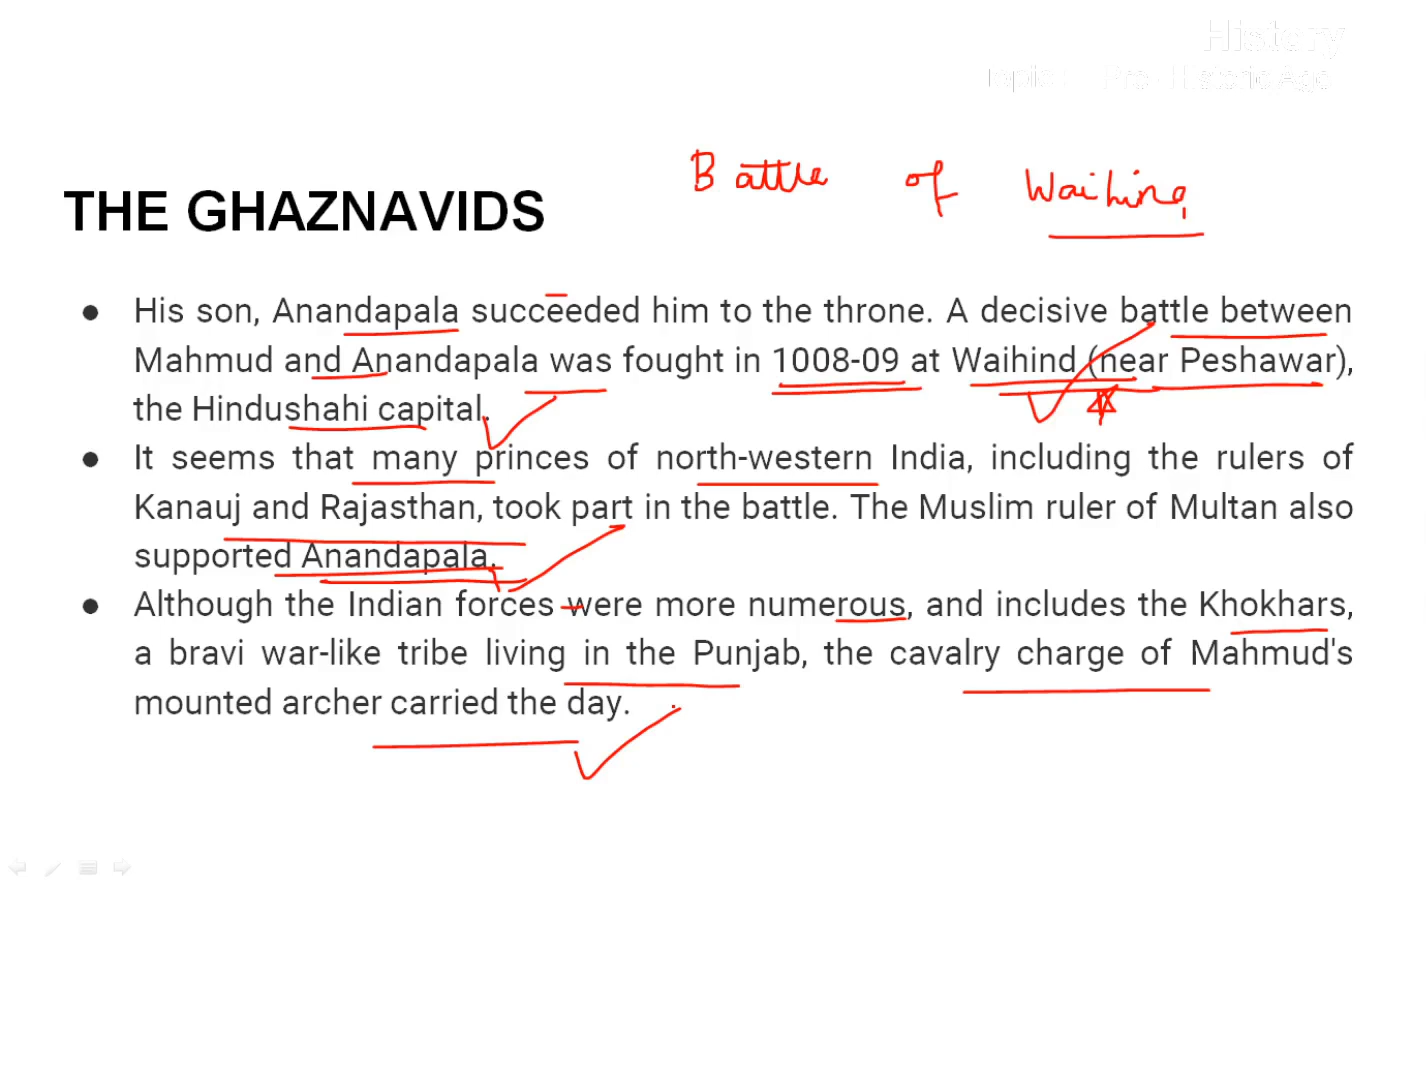 History
Topic : Pre - Historic Age
Battle of Waihind
THE GHAZNAVIDS
● His son, Anandapala succeeded him to the throne. A decisive battle between
Mahmud and Anandapala was fought in 1008-09 at Waihind (near Peshawar),
the Hindushahi capital.
● It seems that many princes of north-western India, including the rulers of
Kanauj and Rajasthan, took part in the battle. The Muslim ruler of Multan also
supported Anandapala.
● Although the Indian forces were more numerous, and includes the Khokhars,
a bravi war-like tribe living in the Punjab, the cavalry charge of Mahmud's
mounted archer carried the day.